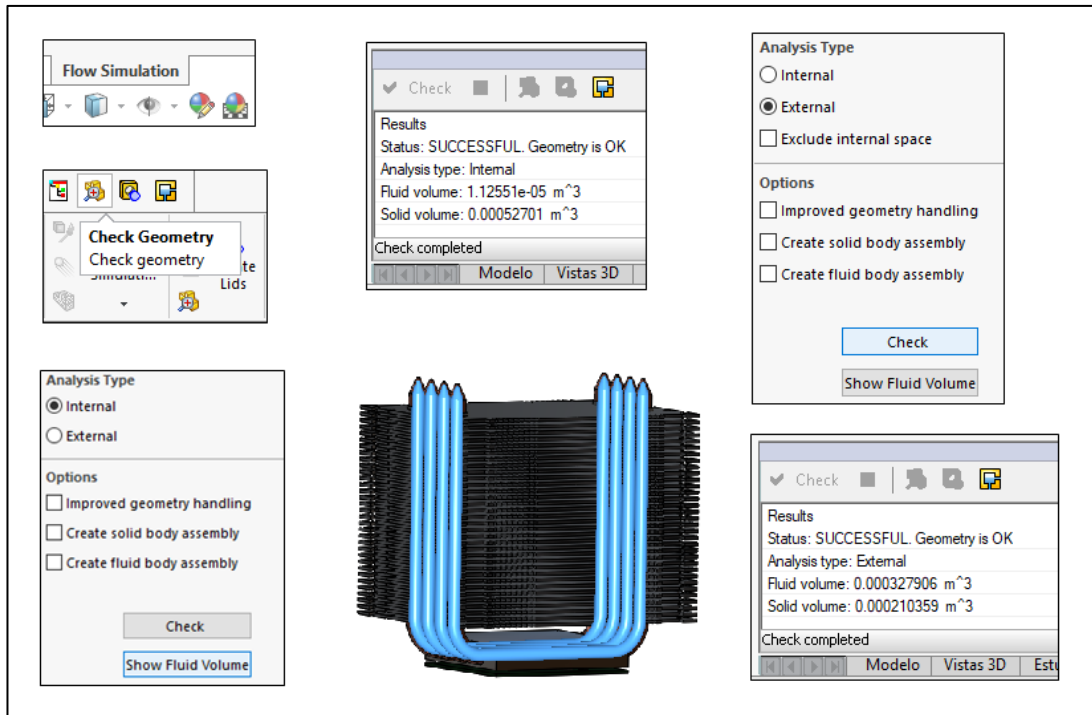 Flow Simulation
Check Geometry
Check geometry
Lids
Analysis Type
Internal
External
Options
Improved geometry handling
Create solid body assembly
Create fluid body assembly
Check
Show Fluid Volume
Check
Results
Status: SUCCESSFUL. Geometry is OK
Analysis type: Internal
Fluid volume: 1.12551e-05 m^3
Solid volume: 0.00052701 m^3
Check completed
Modelo Vistas 3D
Analysis Type
Internal
External
Exclude internal space
Options
Improved geometry handling
Create solid body assembly
Create fluid body assembly
Check
Show Fluid Volume
Check
Results
Status: SUCCESSFUL. Geometry is OK
Analysis type: External
Fluid volume: 0.000327906 m^3
Solid volume: 0.000210359 m^3
Check completed
Modelo Vistas 3D Estu